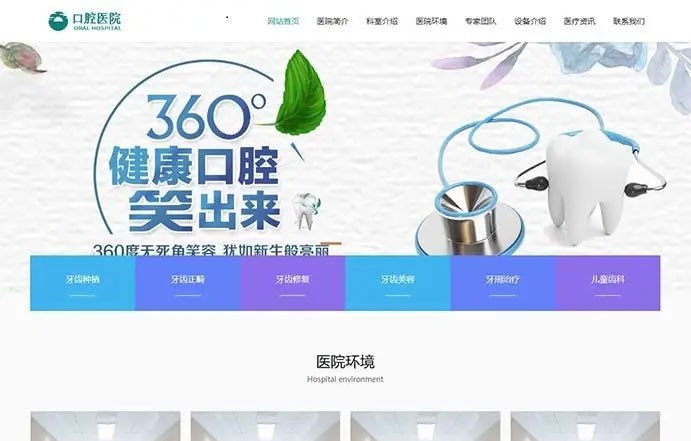 口腔医院
ORAL HOSPITAL
网站首页 医院简介 科室介绍 医院环境 专家团队 设备介绍 医疗资讯 联系我们
360°
健康口腔
笑出来
360度无死角笑容 犹如新生般亮丽
牙齿种植 牙齿正畸 牙齿修复 牙齿美容 牙周治疗 儿童齿科
医院环境
Hospital environment